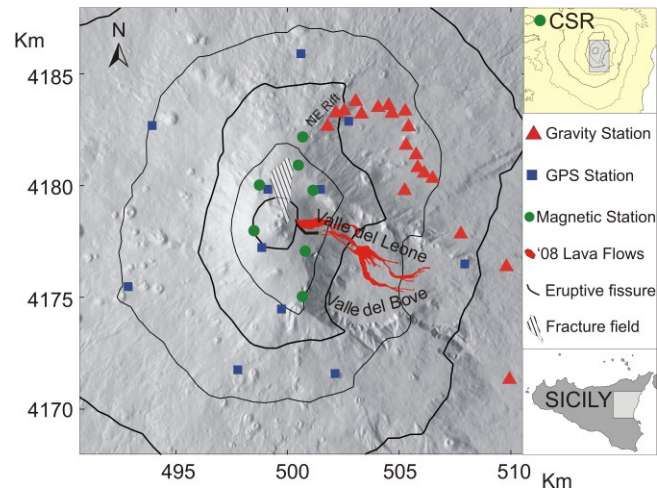 Km
4185
4180
4175
4170
N
NE Rift
Valle del Leone
Valle del Bove
495
500
505
510
Km
CSR
Gravity Station
GPS Station
Magnetic Station
'08 Lava Flows
Eruptive fissure
Fracture field
SICILY